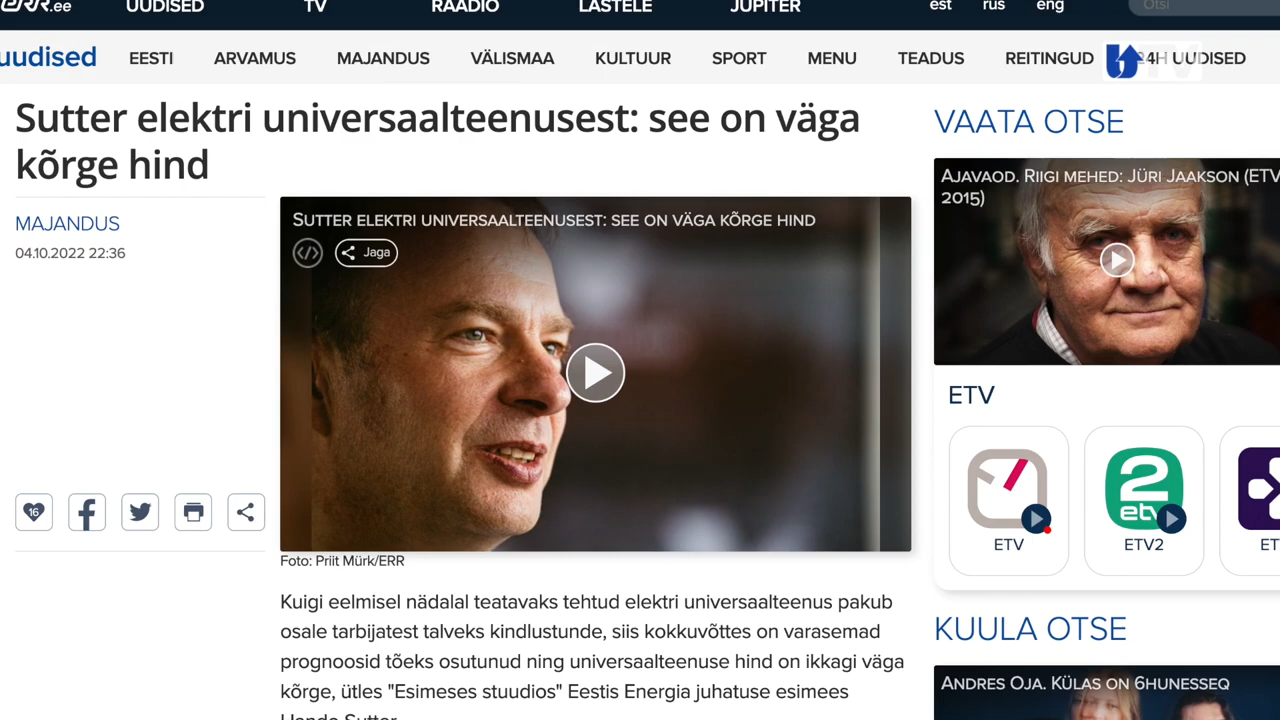 err.ee
UUDISED
TV
RAADIO
LASTELE
JUPITER
est
rus
eng
Otsi
uudised
EESTI
ARVAMUS
MAJANDUS
VÄLISMAA
KULTUUR
SPORT
MENU
TEADUS
REITINGUD
24H UUDISED
Sutter elektri universaalteenusest: see on väga
kõrge hind
MAJANDUS
04.10.2022 22:36
16
Sutter elektri universaalteenusest: see on väga kõrge hind
Jaga
Foto: Priit Mürk/ERR
Kuigi eelmisel nädalal teatavaks tehtud elektri universaalteenus pakub
osale tarbijatest talveks kindlustunde, siis kokkuvõttes on varasemad
prognoosid tõeks osutunud ning universaalteenuse hind on ikkagi väga
kõrge, ütles "Esimeses stuudios" Eestis Energia juhatuse esimees
Hando Sutter.
VAATA OTSE
Ajavaod. Riigi mehed: Jüri Jaakson (ETV
2015)
ETV
2
etv
ETV
ETV2
ET
KUULA OTSE
Andres Oja. Külas on 6hunesseq